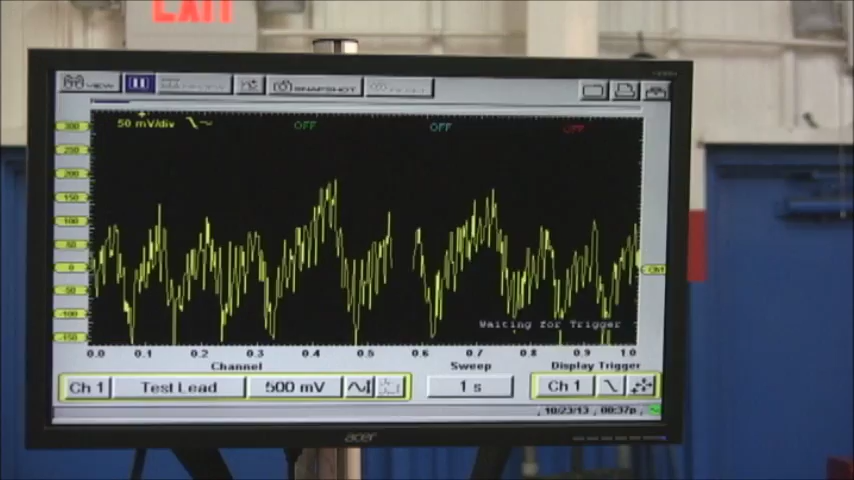 EXIT
VIEW SNAPSHOT
50 mV/div OFF OFF OFF
300
250
200
150
100
50
0
-50
-100
-150
Waiting for Trigger
0.0 0.1 0.2 0.3 0.4 0.5 0.6 0.7 0.8 0.9 1.0
Channel Sweep Display Trigger
Ch 1 Test Lead 500 mV 1 s Ch 1
10/23/13 , 00:37p
acer